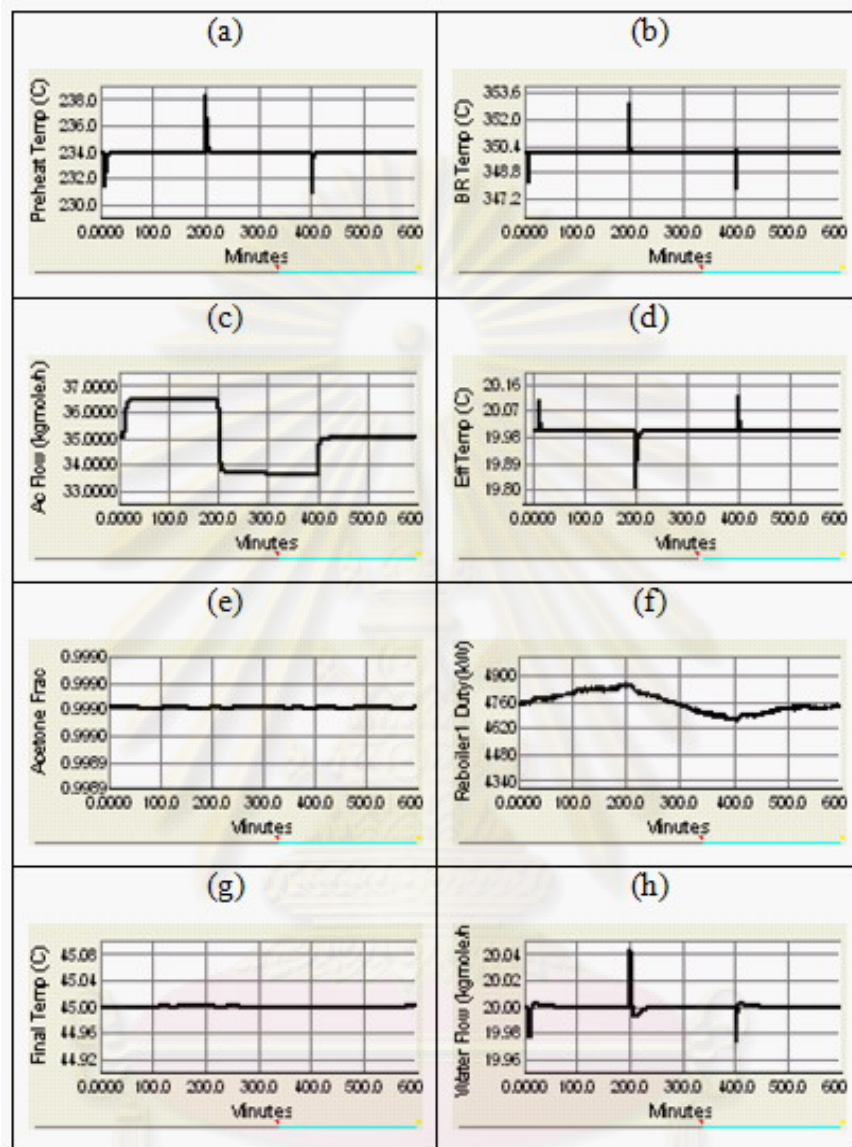 (a)
Preheat Temp (C)
238.0
236.0
234.0
232.0
230.0
0.0000 100.0 200.0 300.0 400.0 500.0 600
Minutes
(b)
BR Temp (C)
353.6
352.0
350.4
348.8
347.2
0.0000 100.0 200.0 300.0 400.0 500.0 600
Minutes
(c)
Ac Flow (kgmole/h)
37.0000
36.0000
35.0000
34.0000
33.0000
0.0000 100.0 200.0 300.0 400.0 500.0 600
Minutes
(d)
Eff Temp (C)
20.16
20.07
19.98
19.89
19.80
0.0000 100.0 200.0 300.0 400.0 500.0 600
Minutes
(e)
Acetone Frac
0.9990
0.9990
0.9990
0.9990
0.9989
0.9989
0.0000 100.0 200.0 300.0 400.0 500.0 600
Minutes
(f)
Reboiler1 Duty(kW)
4900
4760
4620
4480
4340
0.0000 100.0 200.0 300.0 400.0 500.0 600
Minutes
(g)
Final Temp (C)
45.08
45.04
45.00
44.96
44.92
0.0000 100.0 200.0 300.0 400.0 500.0 600
Minutes
(h)
Water Flow (kgmole/h
20.04
20.02
20.00
19.98
19.96
0.0000 100.0 200.0 300.0 400.0 500.0 600
Minutes